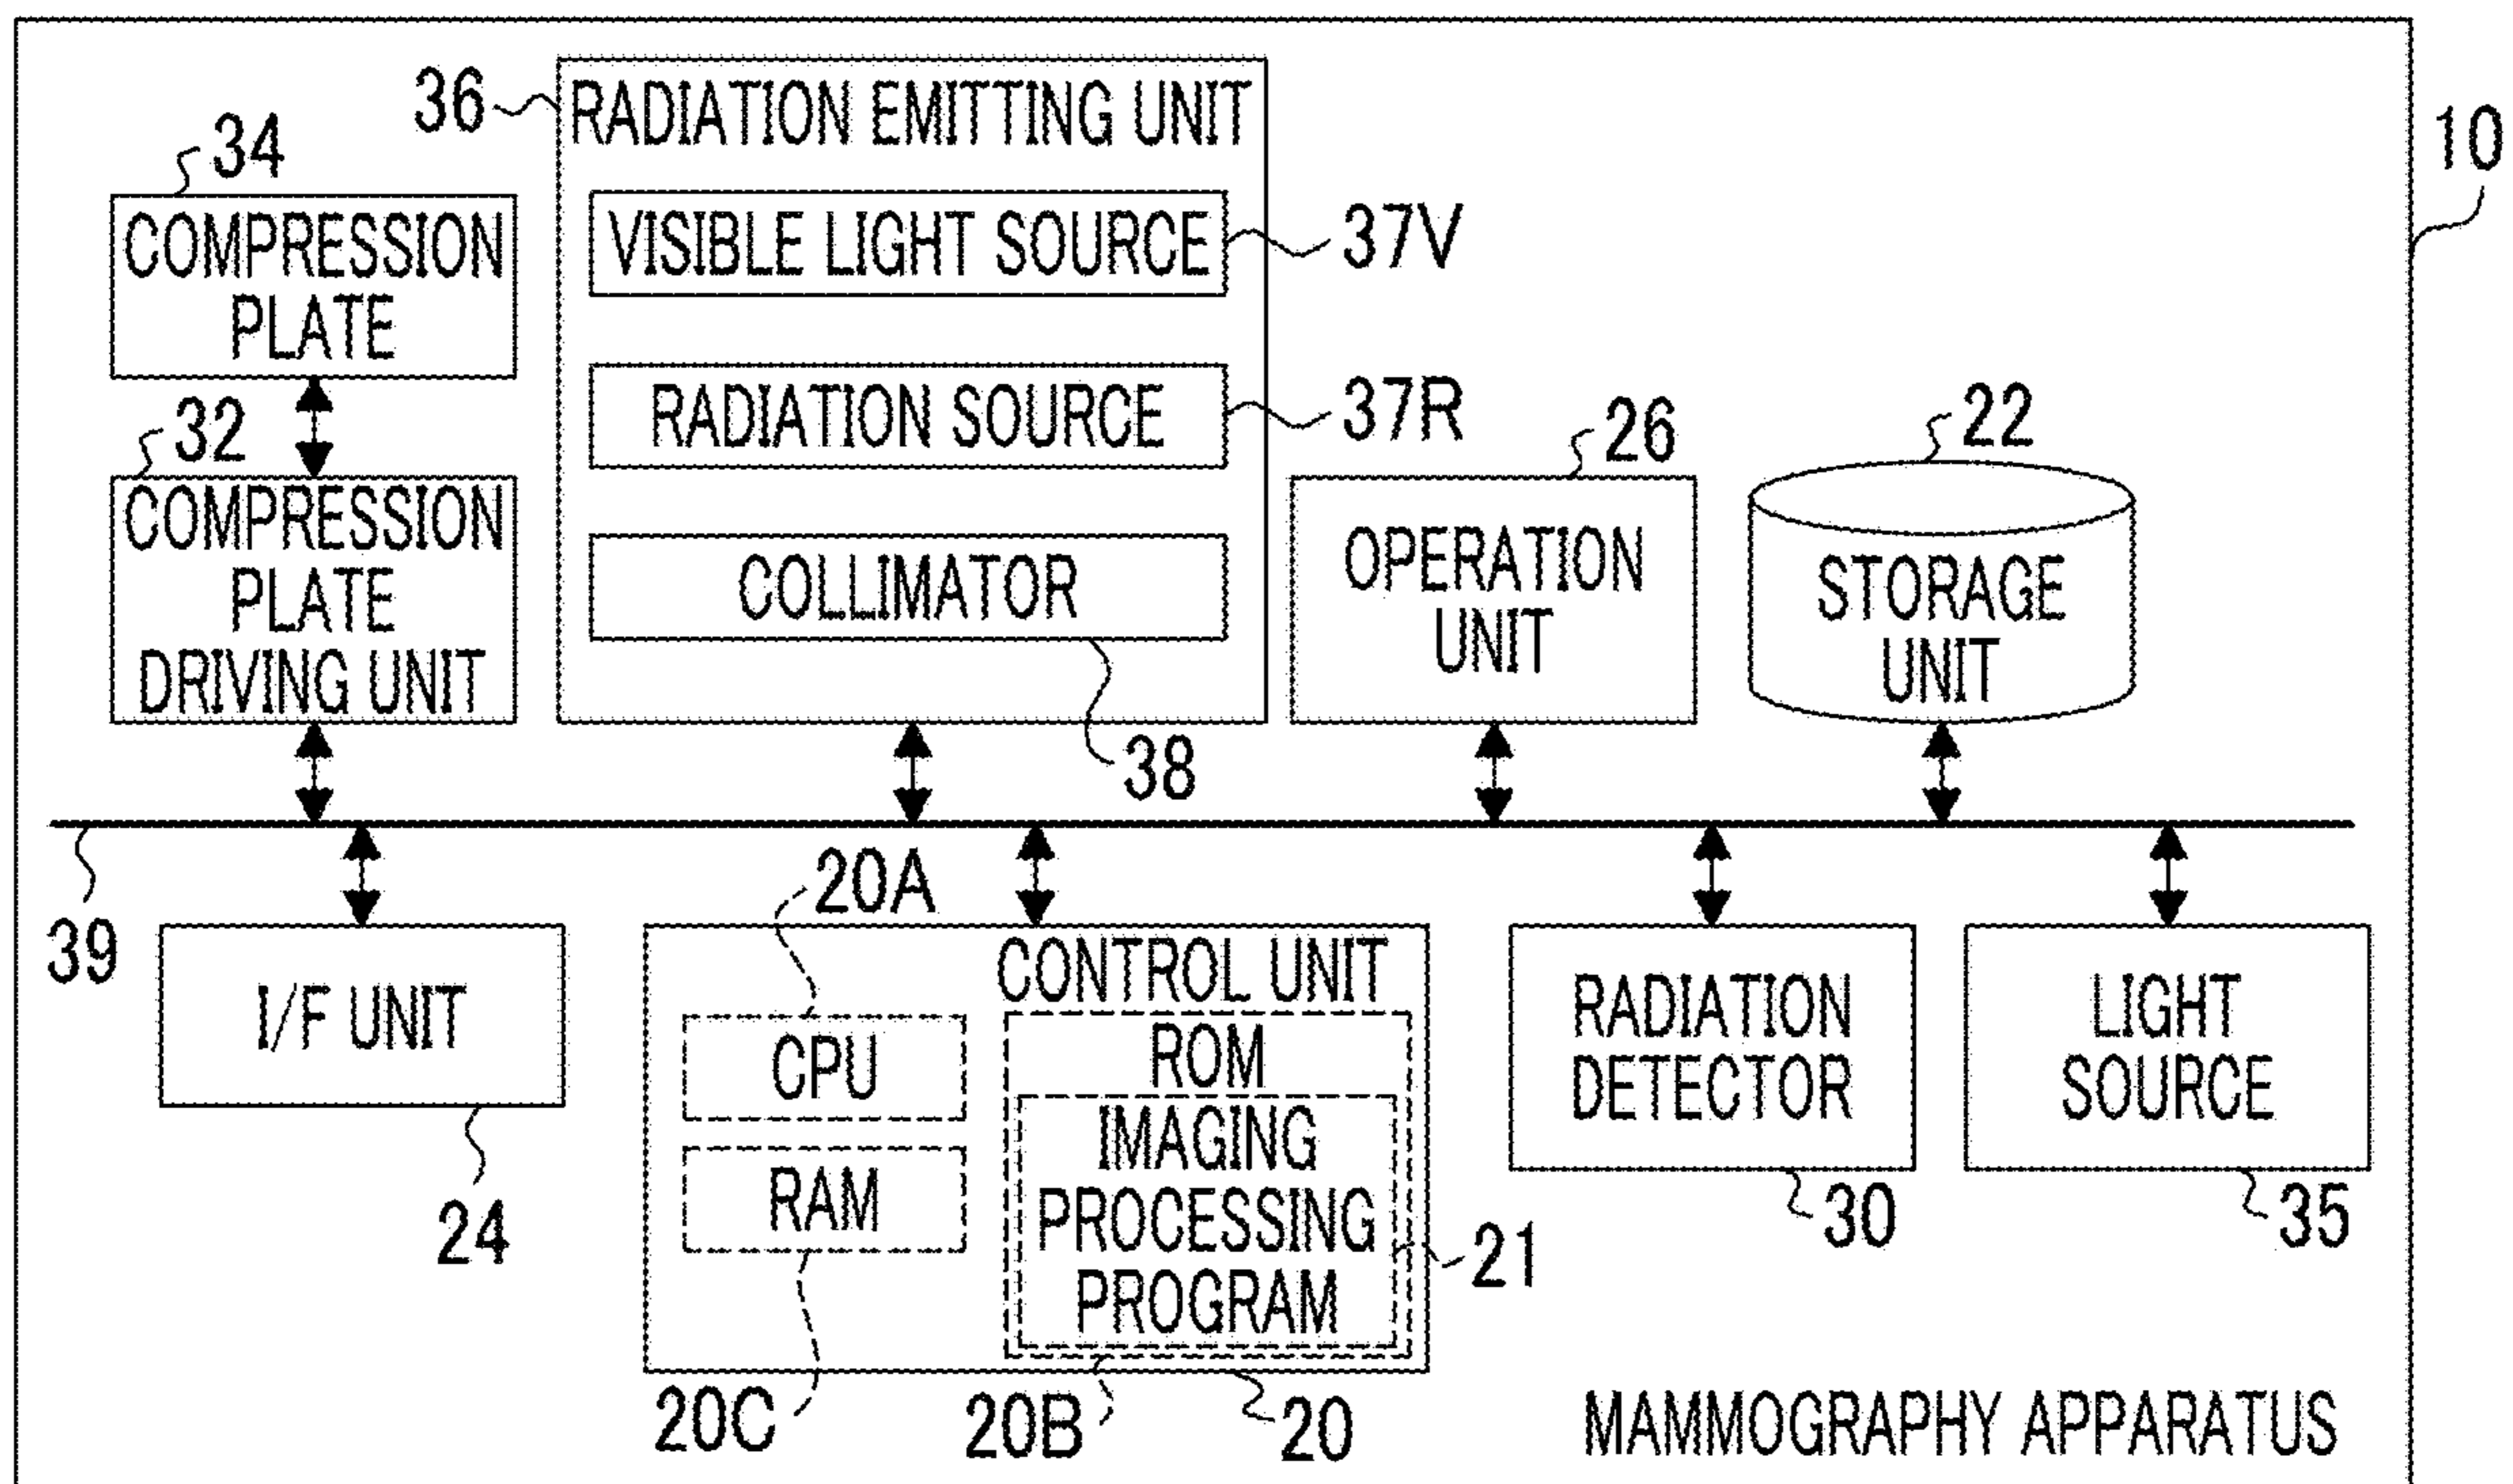 36
RADIATION EMITTING UNIT
10
34
COMPRESSION
PLATE
VISIBLE LIGHT SOURCE
37V
32
RADIATION SOURCE
37R
26
22
COMPRESSION
PLATE
DRIVING UNIT
COLLIMATOR
38
OPERATION
UNIT
STORAGE
UNIT
39
I/F UNIT
24
20A
CONTROL UNIT
CPU
RAM
ROM
IMAGING
PROCESSING
PROGRAM
21
20C
20B
20
RADIATION
DETECTOR
30
LIGHT
SOURCE
35
MAMMOGRAPHY APPARATUS